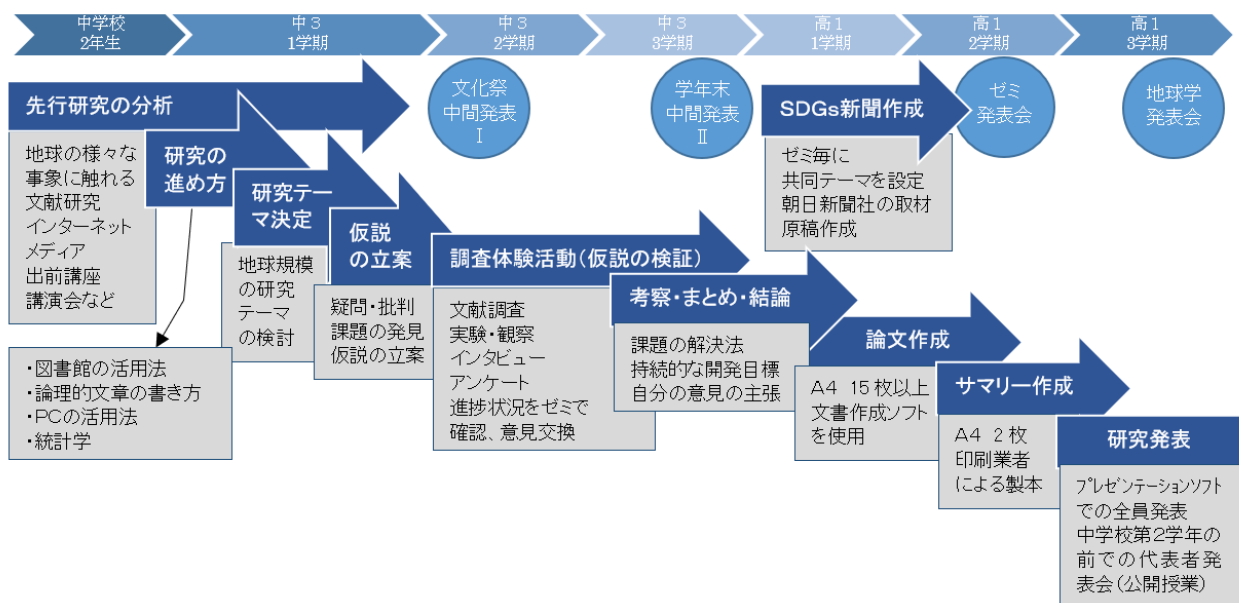 中学校
2年生
中３
1学期
中３
2学期
中３
3学期
高１
1学期
高１
2学期
高１
3学期
文化祭
中間発表
Ⅰ
学年末
中間発表
Ⅱ
ゼミ
発表会
地球学
発表会
先行研究の分析
地球の様々な
事象に触れる
文献研究
インターネット
メディア
出前講座
講演会など
研究の
進め方
・図書館の活用法
・論理的文章の書き方
・PCの活用法
・統計学
研究テー
マ決定
地球規模
の研究
テーマ
の検討
仮説
の立案
疑問・批判
課題の発見
仮説の立案
調査体験活動（仮説の検証）
文献調査
実験・観察
インタビュー
アンケート
進捗状況をゼミで
確認、意見交換
考察・まとめ・結論
課題の解決法
持続的な開発目標
自分の意見の主張
SDGs新聞作成
ゼミ毎に
共同テーマを設定
朝日新聞社の取材
原稿作成
論文作成
A4 15枚以上
文書作成ソフト
を使用
サマリー作成
A4 2枚
印刷業者
による製本
研究発表
ﾌﾟﾚｾﾞﾝﾃｰｼｮﾝｿﾌﾄ
での全員発表
中学校第2学年の
前での代表者発
表会（公開授業）